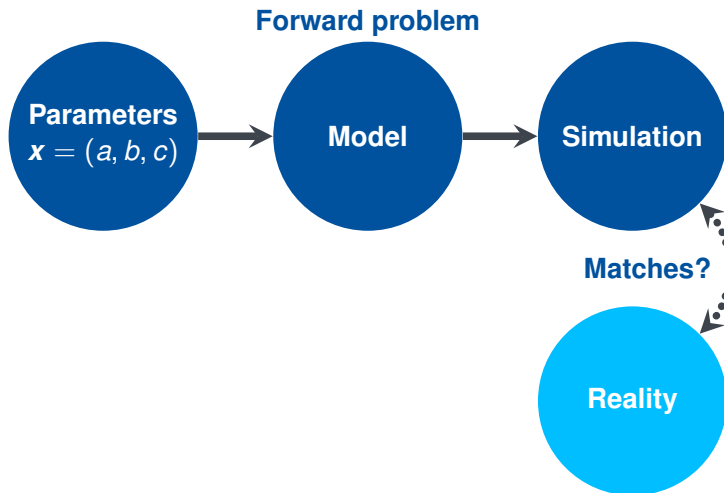 Forward problem
Parameters
x = (a, b, c)
Model
Simulation
Matches?
Reality